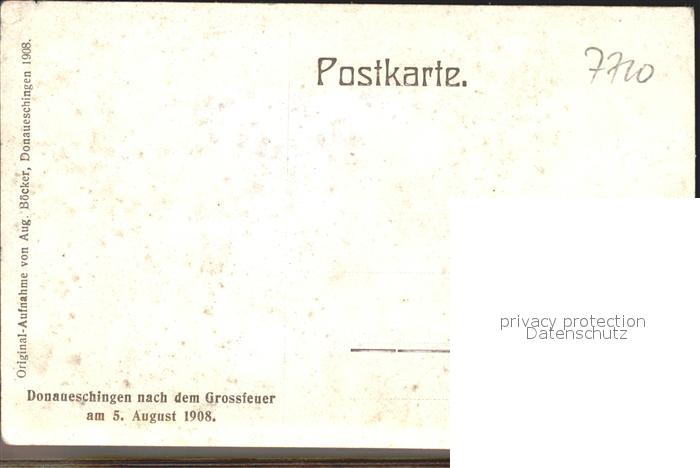 Postkarte.
7710
Original-Aufnahme von Aug. Böcker, Donaueschingen 1908.
privacy protection
Datenschutz
Donaueschingen nach dem Grossfeuer
am 5. August 1908.